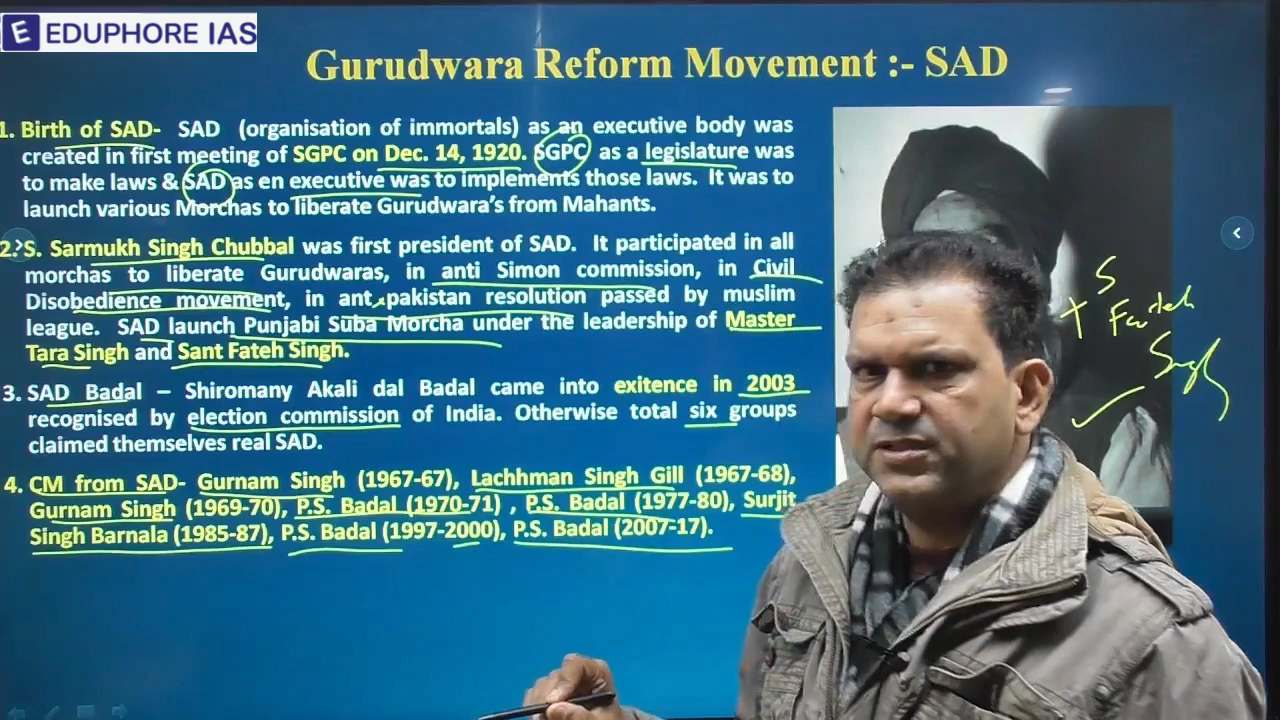 E EDUPHORE IAS
Gurudwara Reform Movement :- SAD
1. Birth of SAD- SAD (organisation of immortals) as an executive body was
created in first meeting of SGPC on Dec. 14, 1920. SGPC as a legislature was
to make laws & SAD as en executive was to implements those laws. It was to
launch various Morchas to liberate Gurudwara's from Mahants.
2. S. Sarmukh Singh Chubbal was first president of SAD. It participated in all
morchas to liberate Gurudwaras, in anti Simon commission, in Civil
Disobedience movement, in ant pakistan resolution passed by muslim
league. SAD launch Punjabi Suba Morcha under the leadership of Master
Tara Singh and Sant Fateh Singh.
3. SAD Badal – Shiromany Akali dal Badal came into exitence in 2003
recognised by election commission of India. Otherwise total six groups
claimed themselves real SAD.
4. CM from SAD- Gurnam Singh (1967-67), Lachhman Singh Gill (1967-68),
Gurnam Singh (1969-70), P.S. Badal (1970-71) , P.S. Badal (1977-80), Surjit
Singh Barnala (1985-87), P.S. Badal (1997-2000), P.S. Badal (2007-17).
S
Fateh
Singh